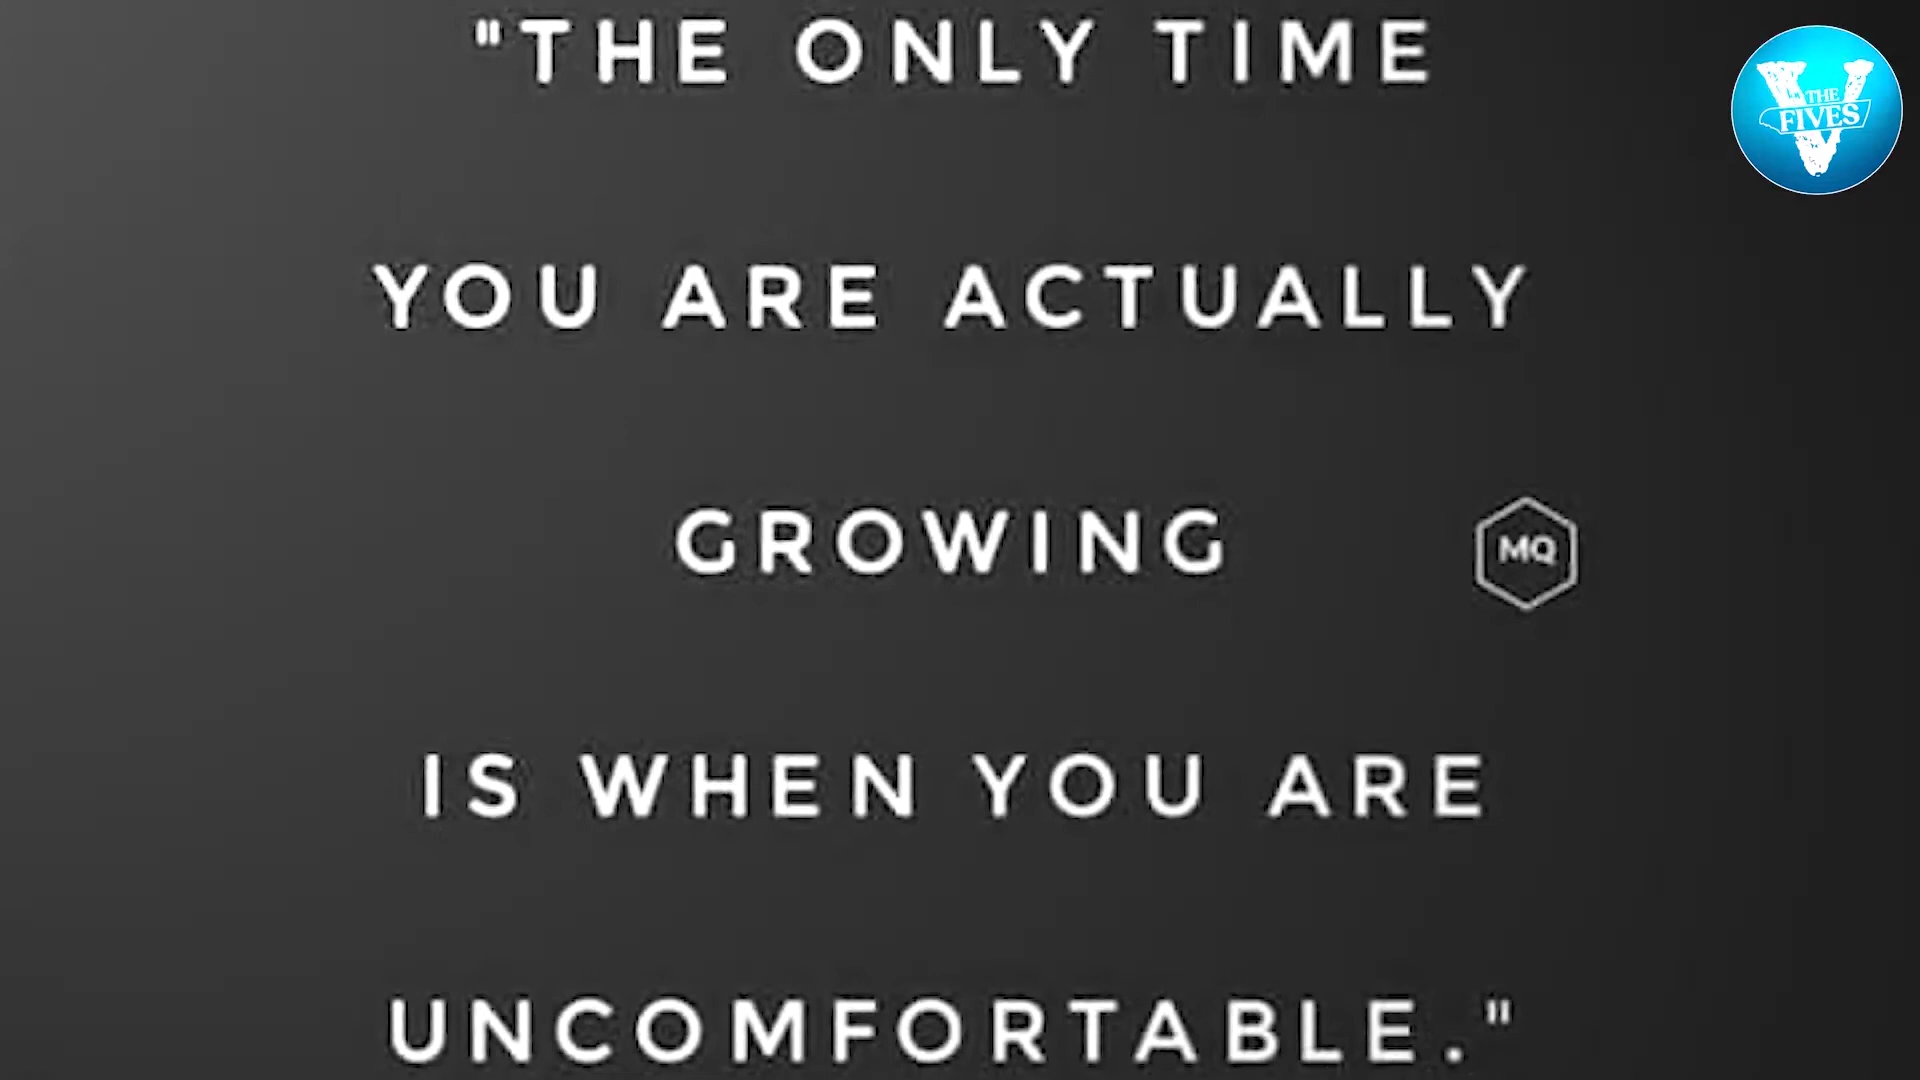 "THE ONLY TIME
YOU ARE ACTUALLY
GROWING
IS WHEN YOU ARE
UNCOMFORTABLE."
MQ
V
THE
FIVES